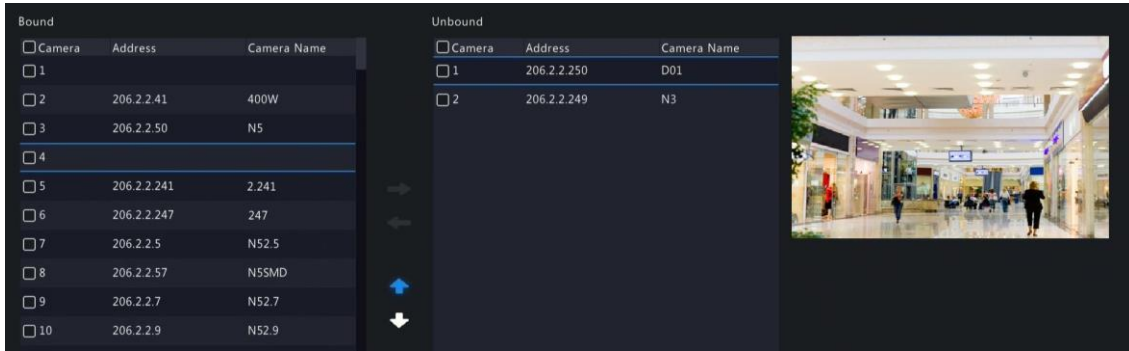 Bound
Camera Address Camera Name
1
2 206.2.2.41 400W
3 206.2.2.50 N5
4
5 206.2.2.241 2.241
6 206.2.2.247 247
7 206.2.2.5 N52.5
8 206.2.2.57 N5SMD
9 206.2.2.7 N52.7
10 206.2.2.9 N52.9
Unbound
Camera Address Camera Name
1 206.2.2.250 D01
2 206.2.2.249 N3